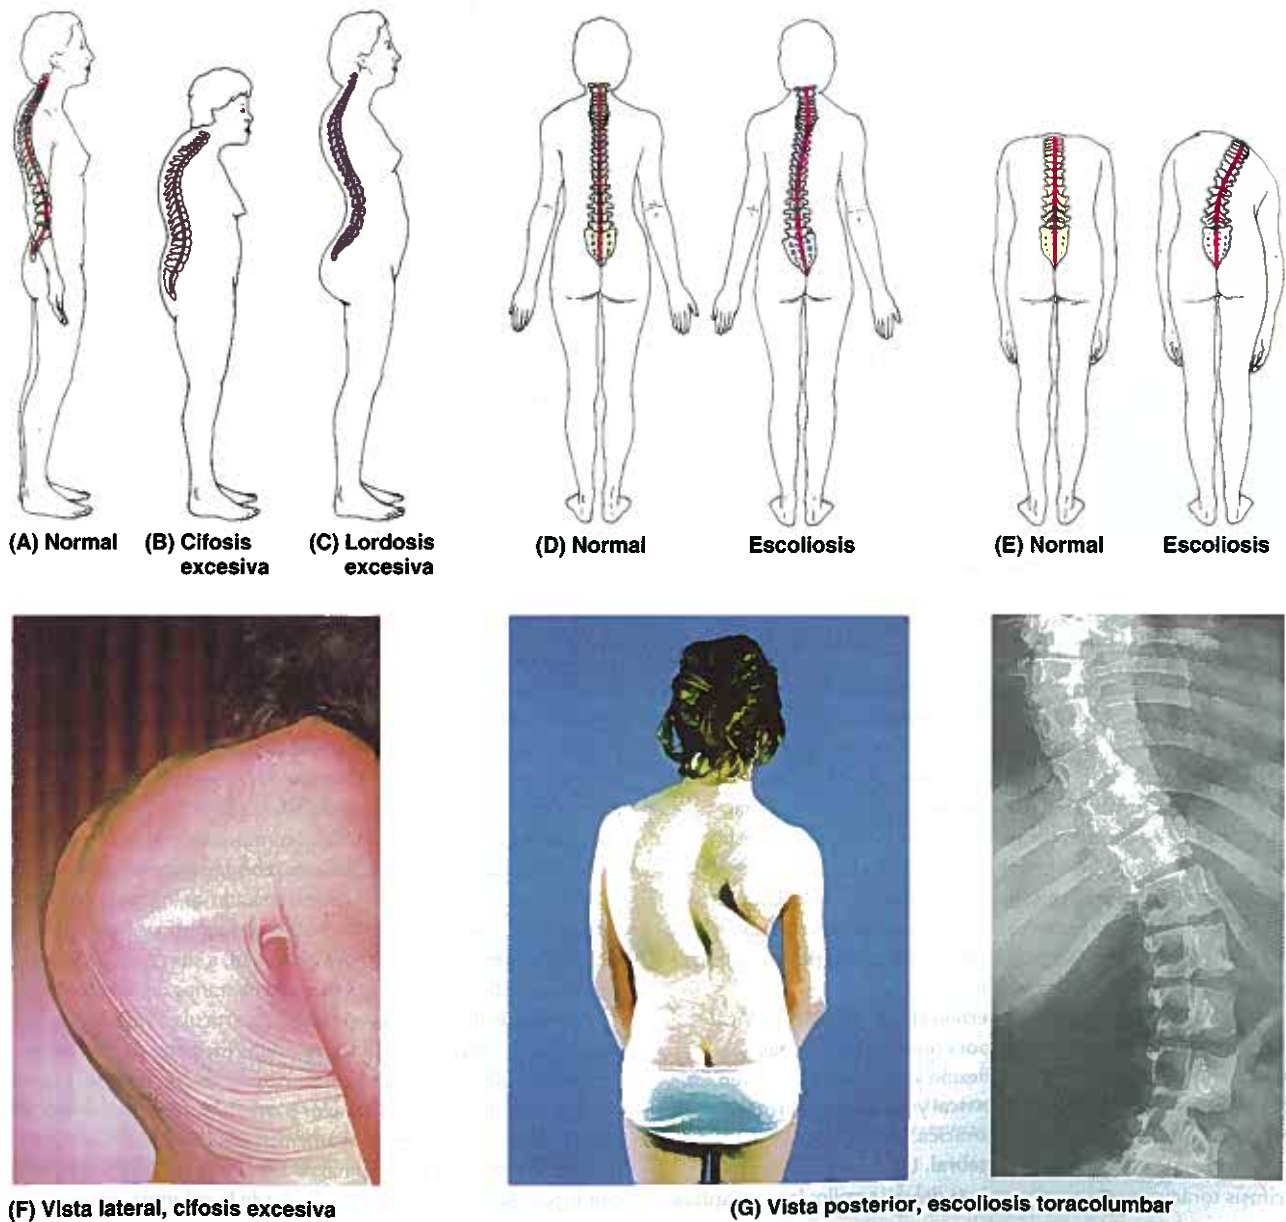 (A) Normal
(B) Cifosis
excesiva
(C) Lordosis
excesiva
(D) Normal
Escoliosis
(E) Normal
Escoliosis
(F) Vista lateral, cifosis excesiva
(G) Vista posterior, escoliosis toracolumbar